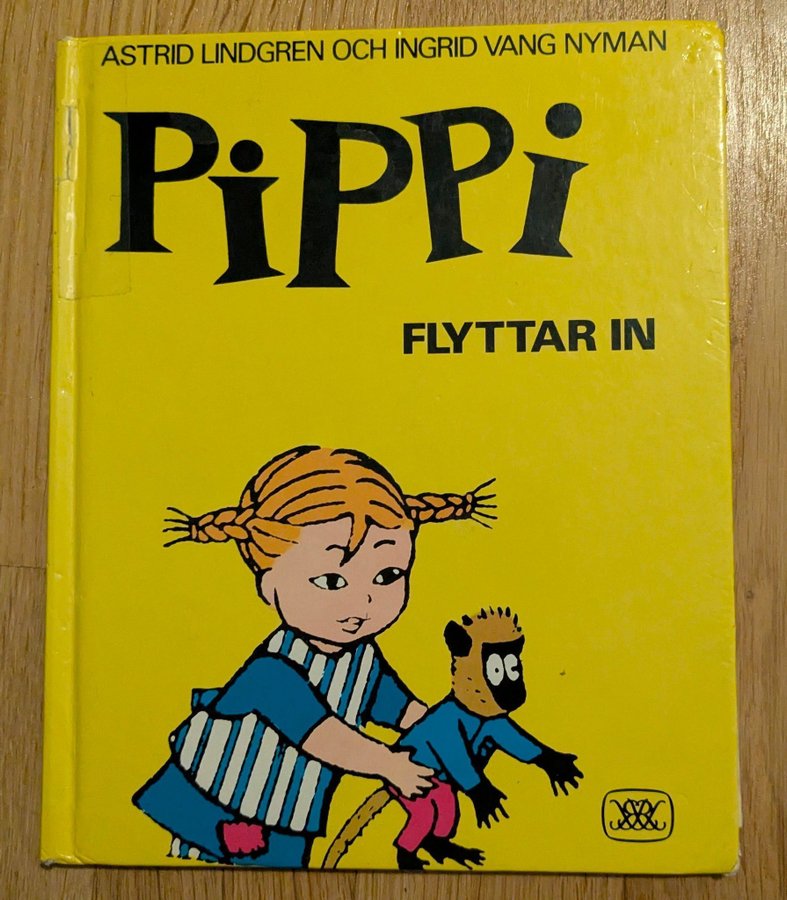 ASTRID LINDGREN OCH INGRID VANG NYMAN
PiPPi
FLYTTAR IN